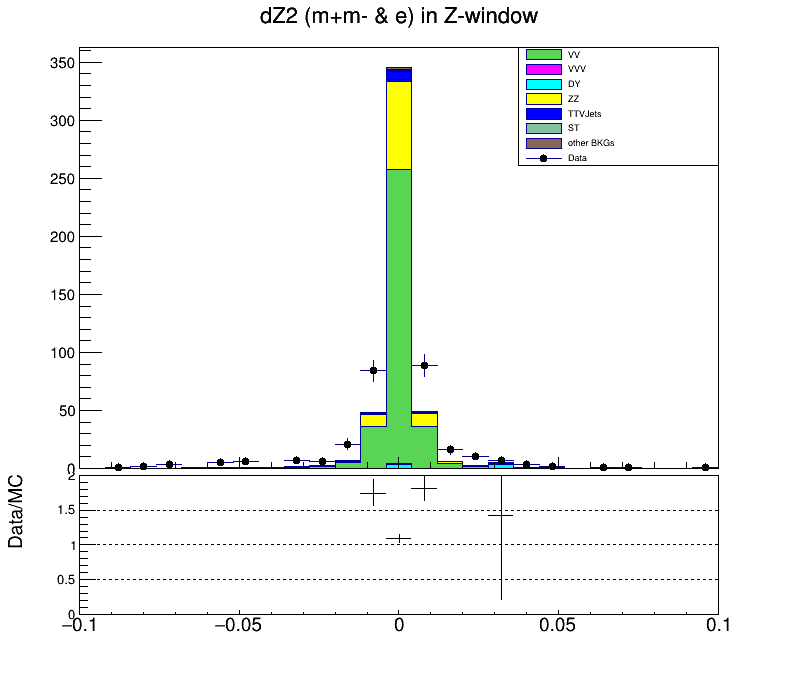 dZ2 (m+m- & e) in Z-window
VV
VVV
DY
ZZ
TTVJets
ST
other BKGs
Data
350
300
250
200
150
100
50
0
Data/MC
2
1.5
1
0.5
0
−0.1 −0.05 0 0.05 0.1